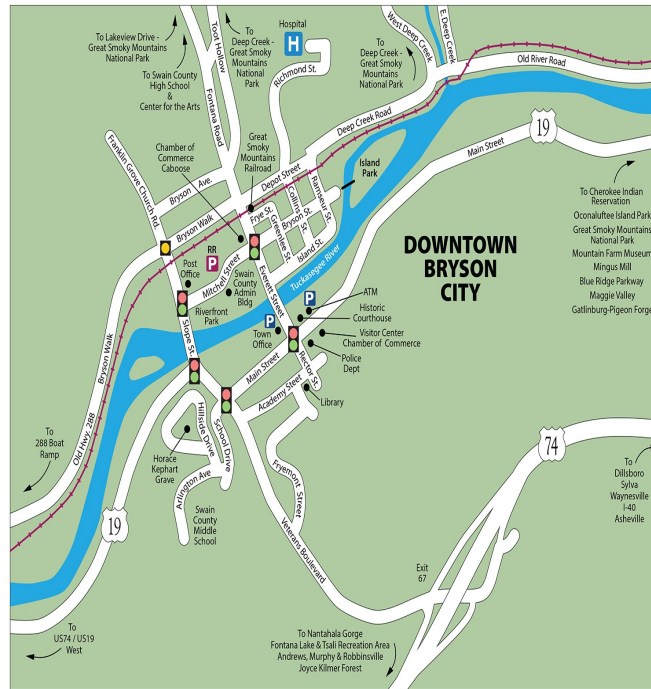 To Lakeview Drive -
Great Smoky Mountains
National Park
To Swain County
High School
&
Center for the Arts
Toot Hollow
Fontana Road
To
Deep Creek -
Great Smoky
Mountains
National
Park
Hospital
H
Richmond St.
To
Deep Creek -
Great Smoky
Mountains
National Park
West Deep Creek
E. Deep Creek
Old River Road
Deep Creek Road
19
Main Street
Franklin Grove Church Rd.
Chamber of
Commerce
Caboose
Great
Smoky
Mountains
Railroad
Island
Park
Bryson Ave.
Depot Street
Bryson Walk
Frye St.
Collins St.
Ramseur St.
Bryson St.
Greenlee St.
Island St.
To Cherokee Indian
Reservation
Oconaluftee Island Park
Great Smoky Mountains
National Park
Mountain Farm Museum
Mingus Mill
Blue Ridge Parkway
Maggie Valley
Gatlinburg-Pigeon Forge
DOWNTOWN
BRYSON
CITY
RR
P
Post
Office
Mitchell Street
Swain
County
Admin
Bldg
Everett Street
Tuckasegee River
Riverfront
Park
P
ATM
Historic
Courthouse
P
Town
Office
Visitor Center
Chamber of Commerce
Police
Dept
Slope St.
Main Street
Rector St.
Academy Steet
Library
Bryson Walk
Old Hwy. 288
To
288 Boat
Ramp
Hillside Drive
School Drive
Horace
Kephart
Grave
Arlington Ave
Swain
County
Middle
School
Fryemont Street
Veterans Boulevard
19
74
To
Dillsboro
Sylva
Waynesville
I-40
Asheville
Exit
67
To
US74 / US19
West
To Nantahala Gorge
Fontana Lake & Tsali Recreation Area
Andrews, Murphy & Robbinsville
Joyce Kilmer Forest